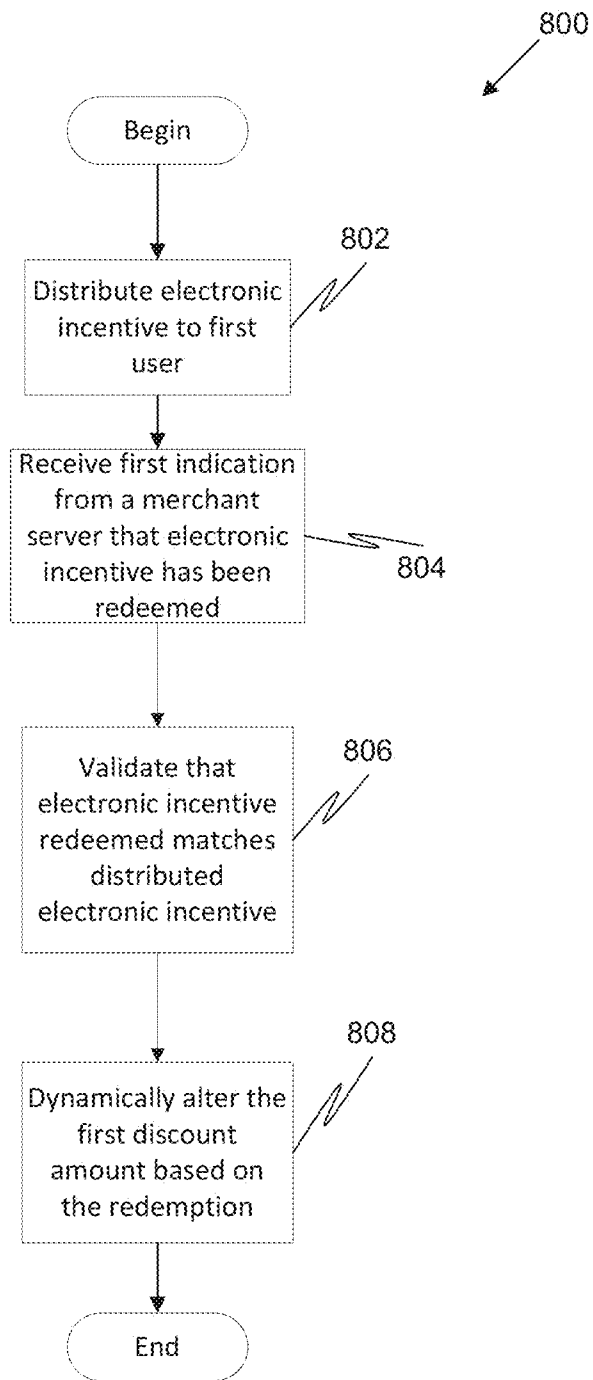 800
Begin
802
Distribute electronic
incentive to first
user
Receive first indication
from a merchant
server that electronic
incentive has been
redeemed
804
806
Validate that
electronic incentive
redeemed matches
distributed
electronic incentive
808
Dynamically alter the
first discount
amount based on
the redemption
End